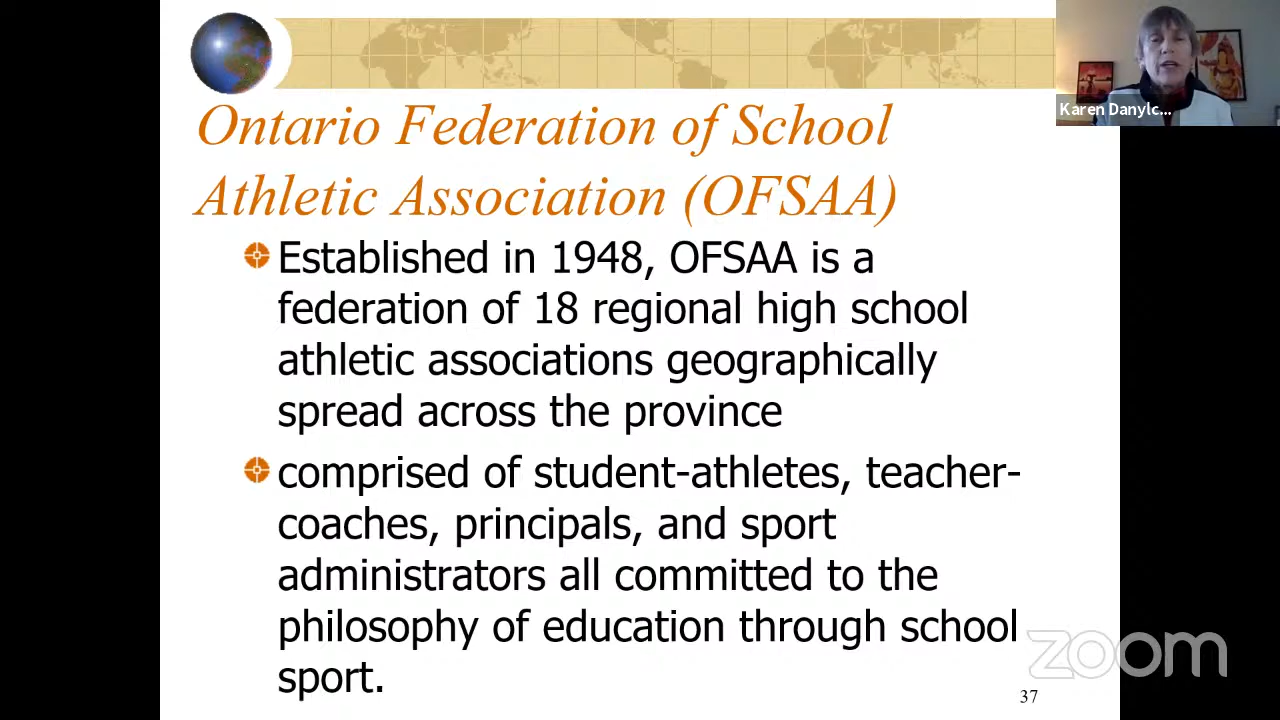 Karen Danylc...
Ontario Federation of School
Athletic Association (OFSAA)
Established in 1948, OFSAA is a
federation of 18 regional high school
athletic associations geographically
spread across the province
comprised of student-athletes, teacher-
coaches, principals, and sport
administrators all committed to the
philosophy of education through school
sport.
zoom
37